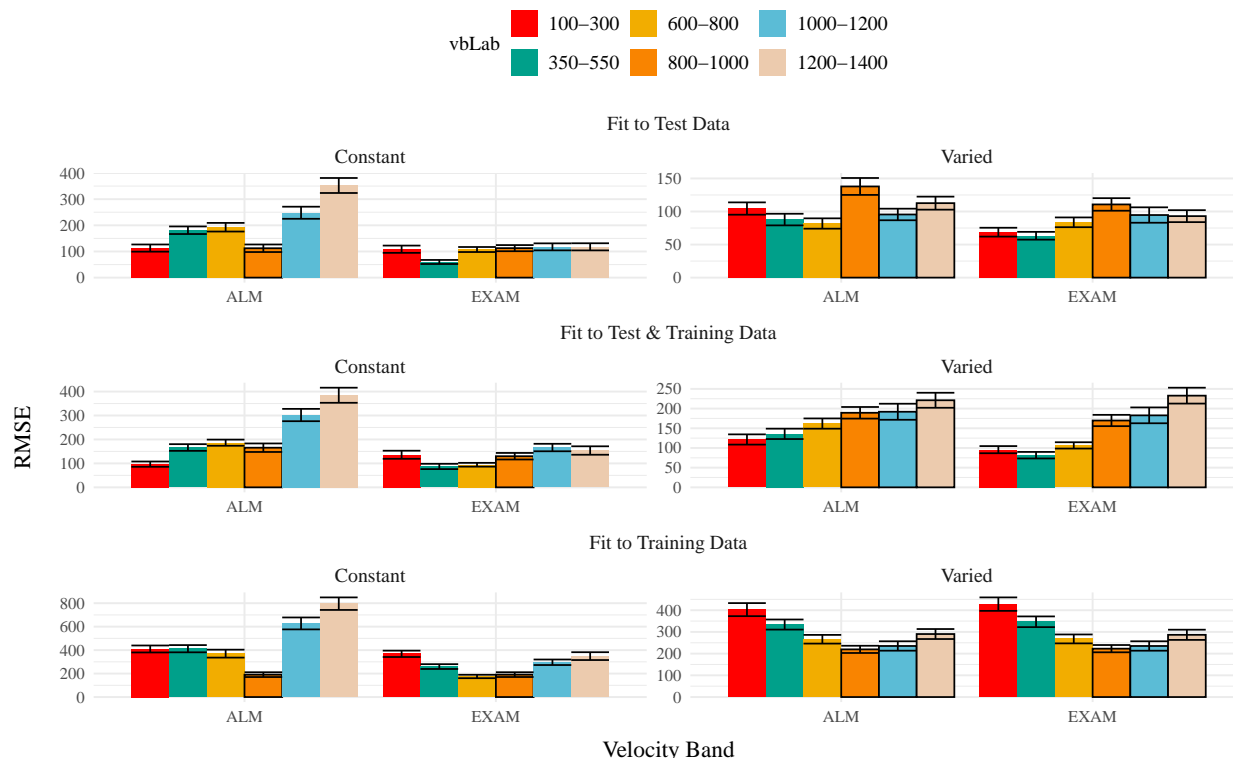 vbLab
100–300 600–800 1000–1200
350–550 800–1000 1200–1400
Fit to Test Data
Constant Varied
400
300
200
100
0
ALM EXAM
150
100
50
0
ALM EXAM
Fit to Test & Training Data
Constant Varied
400
300
200
100
0
ALM EXAM
250
200
150
100
50
0
ALM EXAM
RMSE
Fit to Training Data
Constant Varied
800
600
400
200
0
ALM EXAM
400
300
200
100
0
ALM EXAM
Velocity Band